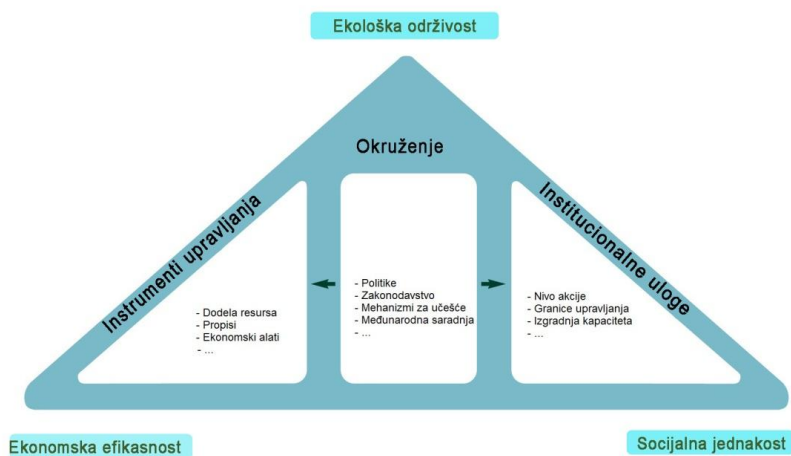 Ekološka održivost
Okruženje
Instrumenti upravljanja
Institucionalne uloge
- Dodela resursa
- Propisi
- Ekonomski alati
- ...
- Politike
- Zakonodavstvo
- Mehanizmi za učešće
- Međunarodna saradnja
- ...
- Nivo akcije
- Granice upravljanja
- Izgradnja kapaciteta
- ...
Ekonomska efikasnost
Socijalna jednakost